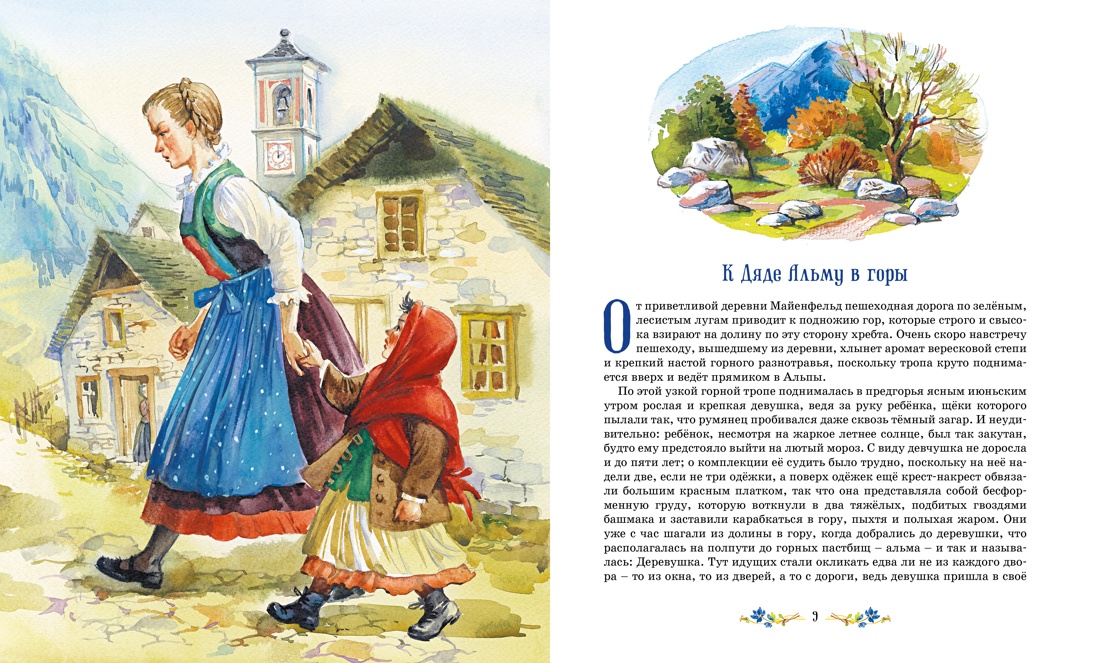 К Дяде Альму в горы
От приветливой деревни Майенфельд пешеходная дорога по зелёным,
лесистым лугам приводит к подножию гор, которые строго и свысо-
ка взирают на долину по эту сторону хребта. Очень скоро навстречу
пешеходу, вышедшему из деревни, хлынет аромат вересковой степи
и крепкий настой горного разнотравья, поскольку тропа круто поднима-
ется вверх и ведёт прямиком в Альпы.
По этой узкой горной тропе поднималась в предгорья ясным июньским
утром рослая и крепкая девушка, ведя за руку ребёнка, щёки которого
пылали так, что румянец пробивался даже сквозь тёмный загар. И неуди-
вительно: ребёнок, несмотря на жаркое летнее солнце, был так закутан,
будто ему предстояло выйти на лютый мороз. С виду девчушка не доросла
и до пяти лет; о комплекции её судить было трудно, поскольку на неё на-
дели две, если не три одёжки, а поверх одёжек ещё крест-накрест обвяза-
ли большим красным платком, так что она представляла собой бесфор-
менную груду, которую воткнули в два тяжёлых, подбитых гвоздями
башмака и заставили карабкаться в гору, пыхтя и полыхая жаром. Они
уже с час шагали из долины в гору, когда добрались до деревушки, что
располагалась на полпути до горных пастбищ – альма – и так и называ-
лась: Деревушка. Тут идущих стали окликать едва ли не из каждого дво-
ра – то из окна, то из дверей, а то с дороги, ведь девушка пришла в своё
9